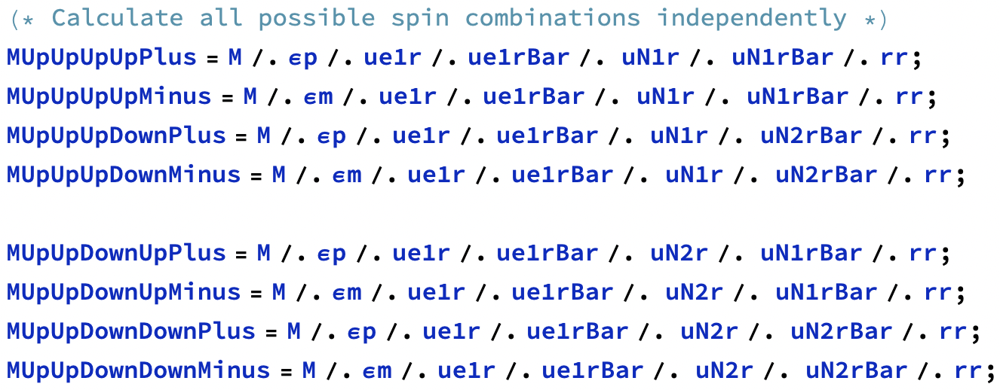 (* Calculate all possible spin combinations independently *)
MUpUpUpUpPlus = M /. ϵp /. ue1r /. ue1rBar /. uN1r /. uN1rBar /. rr;
MUpUpUpUpMinus = M /. ϵm /. ue1r /. ue1rBar /. uN1r /. uN1rBar /. rr;
MUpUpUpDownPlus = M /. ϵp /. ue1r /. ue1rBar /. uN1r /. uN2rBar /. rr;
MUpUpUpDownMinus = M /. ϵm /. ue1r /. ue1rBar /. uN1r /. uN2rBar /. rr;
MUpUpDownUpPlus = M /. ϵp /. ue1r /. ue1rBar /. uN2r /. uN1rBar /. rr;
MUpUpDownUpMinus = M /. ϵm /. ue1r /. ue1rBar /. uN2r /. uN1rBar /. rr;
MUpUpDownDownPlus = M /. ϵp /. ue1r /. ue1rBar /. uN2r /. uN2rBar /. rr;
MUpUpDownDownMinus = M /. ϵm /. ue1r /. ue1rBar /. uN2r /. uN2rBar /. rr;